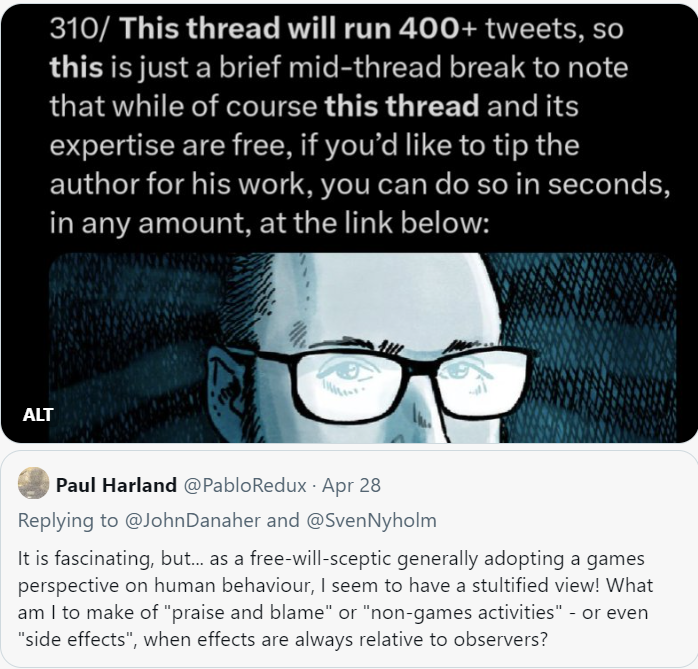 310/ This thread will run 400+ tweets, so
this is just a brief mid-thread break to note
that while of course this thread and its
expertise are free, if you’d like to tip the
author for his work, you can do so in seconds,
in any amount, at the link below:
ALT
Paul Harland @PabloRedux · Apr 28
Replying to @JohnDanaher and @SvenNyholm
It is fascinating, but... as a free-will-sceptic generally adopting a games
perspective on human behaviour, I seem to have a stultified view! What
am I to make of "praise and blame" or "non-games activities" - or even
"side effects", when effects are always relative to observers?